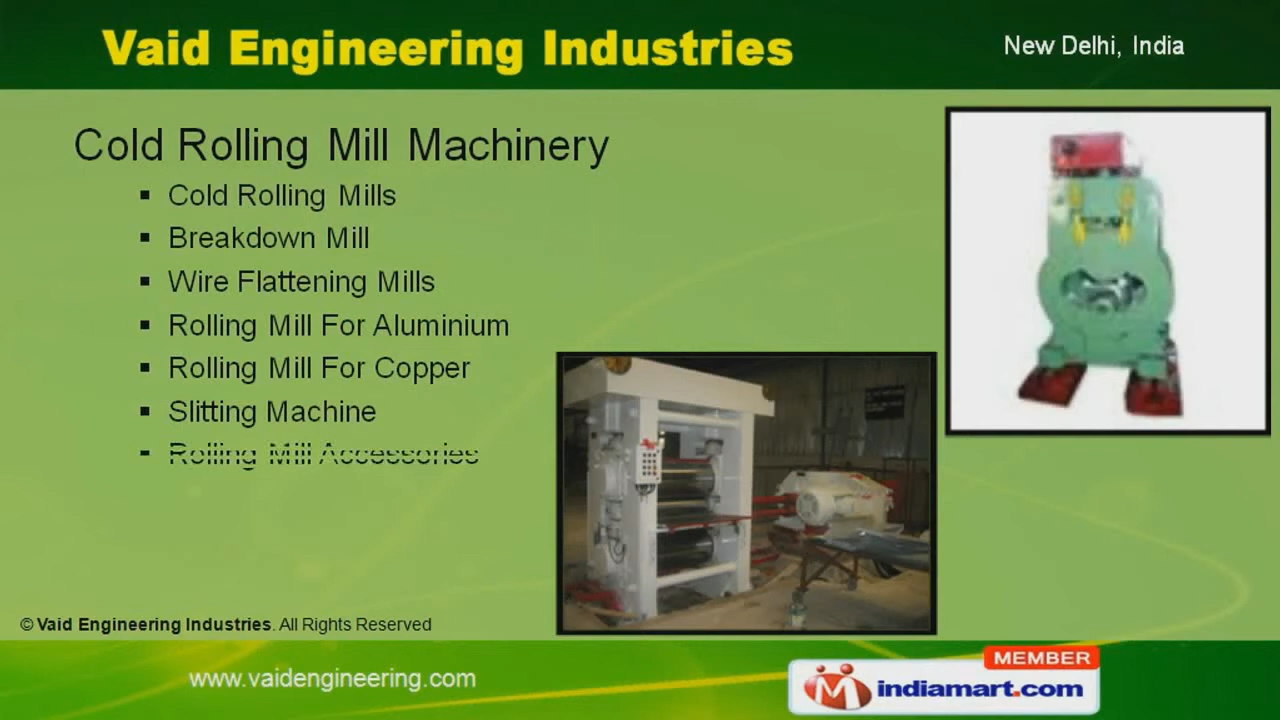 Vaid Engineering Industries
New Delhi, India
Cold Rolling Mill Machinery
▪ Cold Rolling Mills
▪ Breakdown Mill
▪ Wire Flattening Mills
▪ Rolling Mill For Aluminium
▪ Rolling Mill For Copper
▪ Slitting Machine
▪ Rolling Mill Accessories
© Vaid Engineering Industries. All Rights Reserved
www.vaidengineering.com
MEMBER
indiamart.com